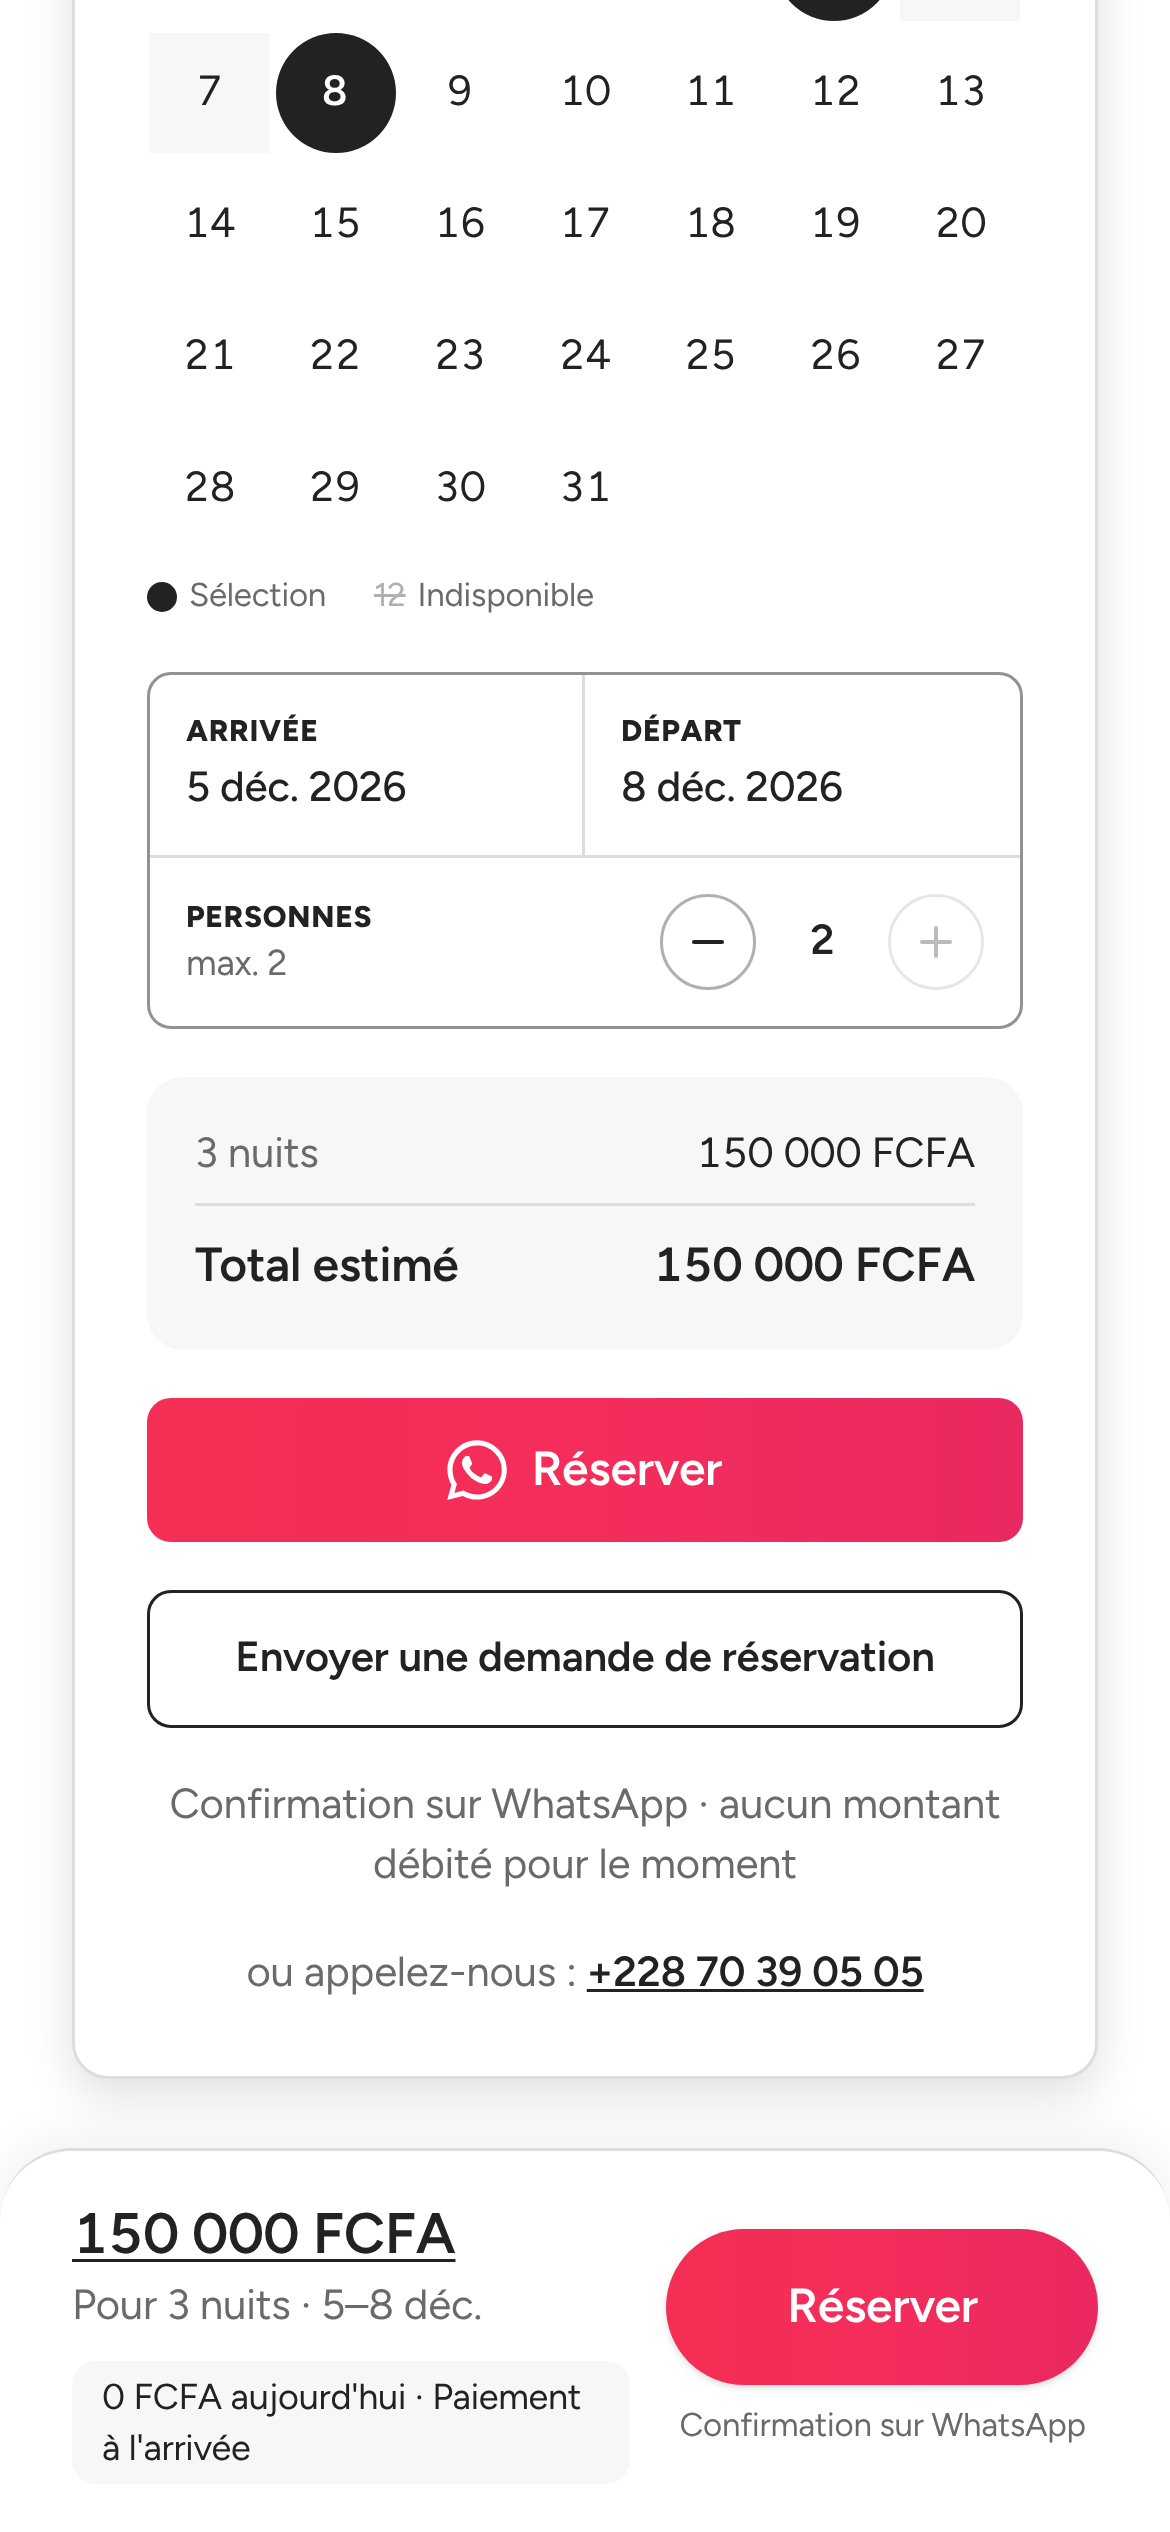 7 8 9 10 11 12 13
14 15 16 17 18 19 20
21 22 23 24 25 26 27
28 29 30 31
Sélection 12 Indisponible
ARRIVÉE DÉPART
5 déc. 2026 8 déc. 2026
PERSONNES
max. 2
2
3 nuits 150 000 FCFA
Total estimé 150 000 FCFA
Réserver
Envoyer une demande de réservation
Confirmation sur WhatsApp · aucun montant
débité pour le moment
ou appelez-nous : +228 70 39 05 05
150 000 FCFA
Pour 3 nuits · 5–8 déc.
0 FCFA aujourd'hui · Paiement
à l'arrivée
Réserver
Confirmation sur WhatsApp